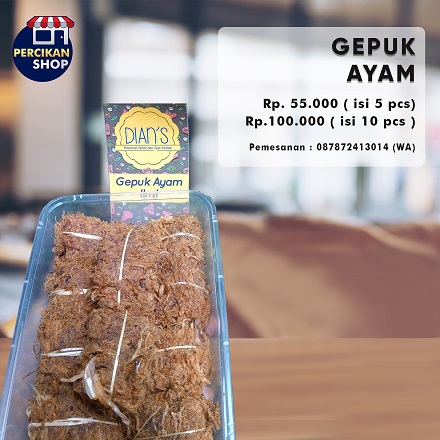 PERCIKAN
SHOP
GEPUK
AYAM
Rp. 55.000 ( isi 5 pcs)
Rp.100.000 ( isi 10 pcs )
Pemesanan : 087872413014 (WA)
DIAN'S
Gepuk Ayam